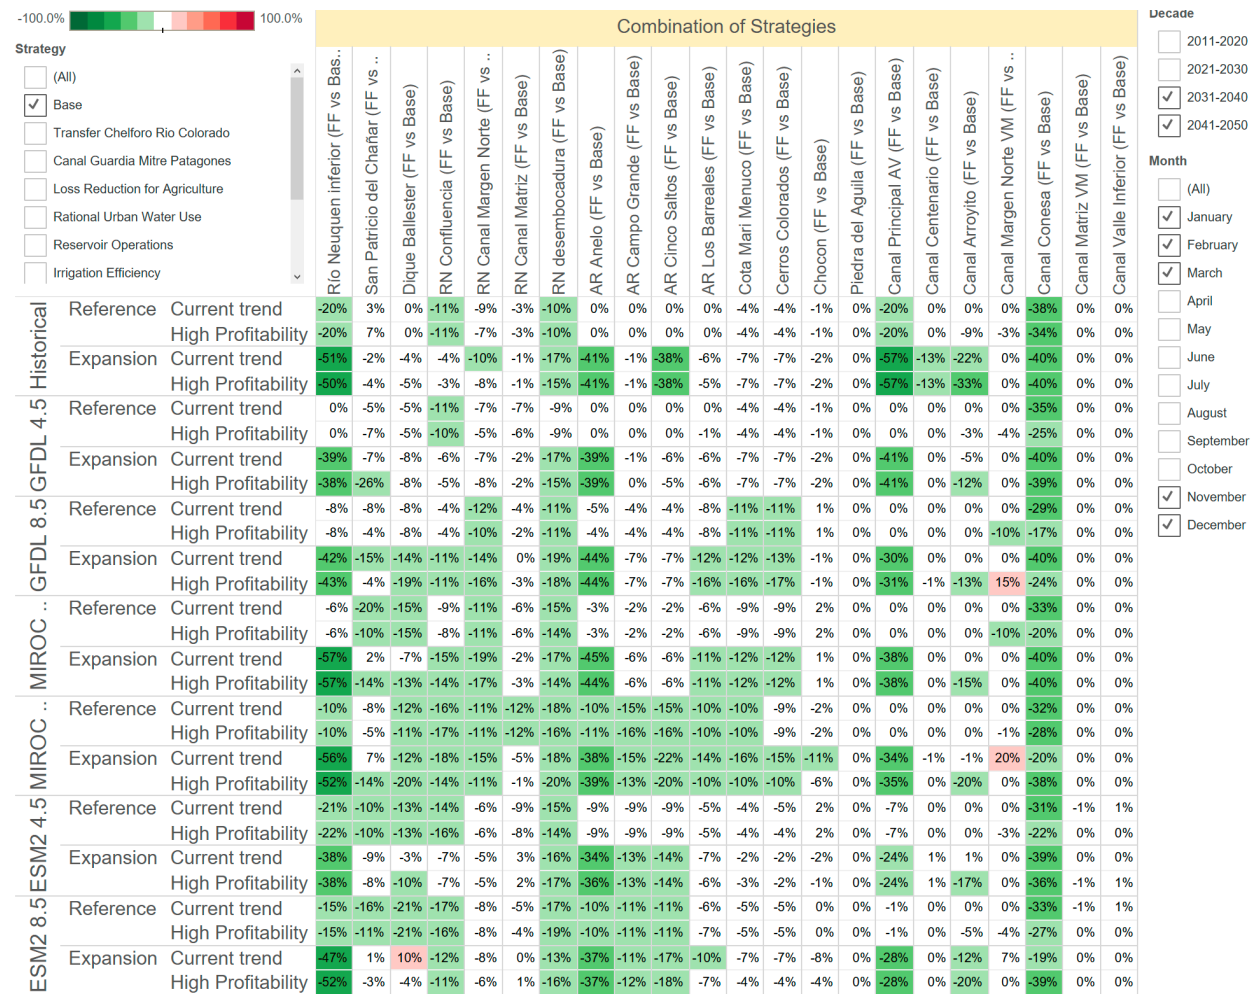 -100.0% 100.0%
Strategy
(All)
Base
Transfer Chelforo Rio Colorado
Canal Guardia Mitre Patagones
Loss Reduction for Agriculture
Rational Urban Water Use
Reservoir Operations
Irrigation Efficiency
Combination of Strategies
Río Neuquen inferior (FF vs Bas..
San Patricio del Chañar (FF vs ..
Dique Ballester (FF vs Base)
RN Confluencia (FF vs Base)
RN Canal Margen Norte (FF vs ..
RN Canal Matriz (FF vs Base)
RN desembocadura (FF vs Base)
AR Anelo (FF vs Base)
AR Campo Grande (FF vs Base)
AR Cinco Saltos (FF vs Base)
AR Los Barreales (FF vs Base)
Cota Mari Menuco (FF vs Base)
Cerros Colorados (FF vs Base)
Chocon (FF vs Base)
Piedra del Aguila (FF vs Base)
Canal Principal AV (FF vs Base)
Canal Centenario (FF vs Base)
Canal Arroyito (FF vs Base)
Canal Margen Norte VM (FF vs ..
Canal Conesa (FF vs Base)
Canal Matriz VM (FF vs Base)
Canal Valle Inferior (FF vs Base)
Historical
Reference Current trend -20% 3% 0% -11% -9% -3% -10% 0% 0% 0% 0% -4% -4% -1% 0% -20% 0% 0% 0% -38% 0% 0%
High Profitability -20% 7% 0% -11% -7% -3% -10% 0% 0% 0% 0% -4% -4% -1% 0% -20% 0% -9% -3% -34% 0% 0%
Expansion Current trend -51% -2% -4% -4% -10% -1% -17% -41% -1% -38% -6% -7% -7% -2% 0% -57% -13% -22% 0% -40% 0% 0%
High Profitability -50% -4% -5% -3% -8% -1% -15% -41% -1% -38% -5% -7% -7% -2% 0% -57% -13% -33% 0% -40% 0% 0%
GFDL 4.5
Reference Current trend 0% -5% -5% -11% -7% -7% -9% 0% 0% 0% 0% -4% -4% -1% 0% 0% 0% 0% 0% -35% 0% 0%
High Profitability 0% -7% -5% -10% -5% -6% -9% 0% 0% 0% -1% -4% -4% -1% 0% 0% 0% -3% -4% -25% 0% 0%
Expansion Current trend -39% -7% -8% -6% -7% -2% -17% -39% -1% -6% -6% -7% -7% -2% 0% -41% 0% -5% 0% -40% 0% 0%
High Profitability -38% -26% -8% -5% -8% -2% -15% -39% 0% -5% -6% -7% -7% -2% 0% -41% 0% -12% 0% -39% 0% 0%
GFDL 8.5
Reference Current trend -8% -8% -8% -4% -12% -4% -11% -5% -4% -4% -8% -11% -11% 1% 0% 0% 0% 0% 0% -29% 0% 0%
High Profitability -8% -4% -8% -4% -10% -2% -11% -4% -4% -4% -8% -11% -11% 1% 0% 0% 0% 0% -10% -17% 0% 0%
Expansion Current trend -42% -15% -14% -11% -14% 0% -19% -44% -7% -7% -12% -12% -13% -1% 0% -30% 0% 0% 0% -40% 0% 0%
High Profitability -43% -4% -19% -11% -16% -3% -18% -44% -7% -7% -16% -16% -17% -1% 0% -31% -1% -13% 15% -24% 0% 0%
MIROC ..
Reference Current trend -6% -20% -15% -9% -11% -6% -15% -3% -2% -2% -6% -9% -9% 2% 0% 0% 0% 0% 0% -33% 0% 0%
High Profitability -6% -10% -15% -8% -11% -6% -14% -3% -2% -2% -6% -9% -9% 2% 0% 0% 0% 0% -10% -20% 0% 0%
Expansion Current trend -57% 2% -7% -15% -19% -2% -17% -45% -6% -6% -11% -12% -12% 1% 0% -38% 0% 0% 0% -40% 0% 0%
High Profitability -57% -14% -13% -14% -17% -3% -14% -44% -6% -6% -11% -12% -12% 1% 0% -38% 0% -15% 0% -40% 0% 0%
MIROC ..
Reference Current trend -10% -8% -12% -16% -11% -12% -18% -10% -15% -15% -10% -10% -9% -2% 0% 0% 0% 0% 0% -32% 0% 0%
High Profitability -10% -5% -11% -17% -11% -12% -16% -11% -16% -16% -10% -10% -9% -2% 0% 0% 0% 0% -1% -28% 0% 0%
Expansion Current trend -56% 7% -12% -18% -15% -5% -18% -38% -15% -22% -14% -16% -15% -11% 0% -34% -1% -1% 20% -20% 0% 0%
High Profitability -52% -14% -20% -14% -11% -1% -20% -39% -13% -20% -10% -10% -10% -6% 0% -35% 0% -20% 0% -38% 0% 0%
ESM2 4.5
Reference Current trend -21% -10% -13% -14% -6% -9% -15% -9% -9% -9% -5% -4% -5% 2% 0% -7% 0% 0% 0% -31% -1% 1%
High Profitability -22% -10% -13% -16% -6% -8% -14% -9% -9% -9% -5% -4% -4% 2% 0% -7% 0% 0% -3% -22% 0% 0%
Expansion Current trend -38% -9% -3% -7% -5% 3% -16% -34% -13% -14% -7% -2% -2% -2% 0% -24% 1% 1% 0% -39% 0% 0%
High Profitability -38% -8% -10% -7% -5% 2% -17% -36% -13% -14% -6% -3% -2% -1% 0% -24% 1% -17% 0% -36% -1% 1%
ESM2 8.5
Reference Current trend -15% -16% -21% -17% -8% -5% -17% -10% -11% -11% -6% -5% -5% 0% 0% -1% 0% 0% 0% -33% -1% 1%
High Profitability -15% -11% -21% -16% -8% -4% -19% -10% -11% -11% -7% -5% -5% 0% 0% -1% 0% -5% -4% -27% 0% 0%
Expansion Current trend -47% 1% 10% -12% -8% 0% -13% -37% -11% -17% -10% -7% -7% -8% 0% -28% 0% -12% 7% -19% 0% 0%
High Profitability -52% -3% -4% -11% -6% 1% -16% -37% -12% -18% -7% -4% -4% -4% 0% -28% 0% -20% 0% -39% 0% 0%
Decade
2011-2020
2021-2030
2031-2040
2041-2050
Month
(All)
January
February
March
April
May
June
July
August
September
October
November
December